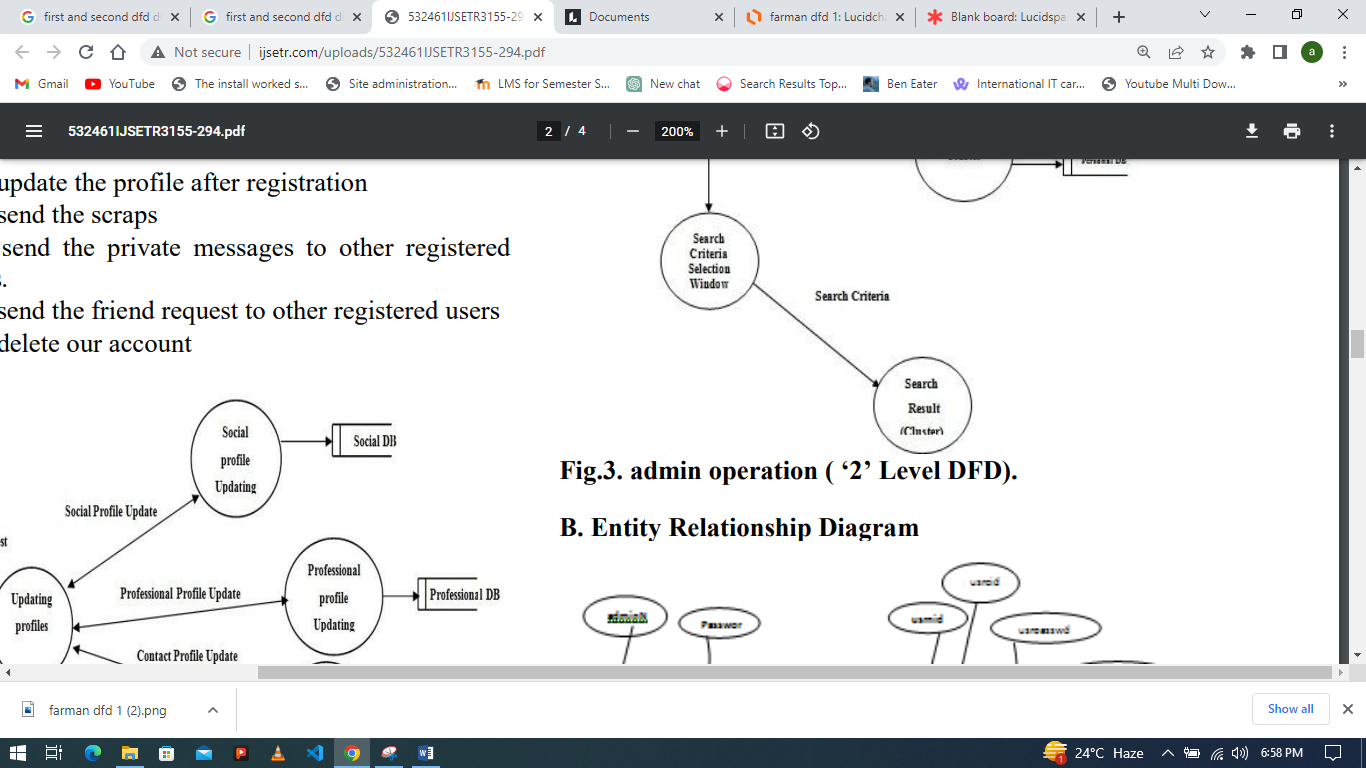 first and second dfd d
first and second dfd d
532461IJSETR3155-29
Documents
farman dfd 1: Lucidch
Blank board: Lucidspa
Not secure
ijsetr.com/uploads/532461IJSETR3155-294.pdf
a
Gmail
YouTube
The install worked s...
Site administration...
LMS for Semester S...
New chat
Search Results Top...
Ben Eater
International IT car...
Youtube Multi Dow...
»
532461IJSETR3155-294.pdf
2 / 4
200%
update the profile after registration
send the scraps
send the private messages to other registered
s.
send the friend request to other registered users
delete our account
Social
profile
Updating
Social DB
Social Profile Update
st
Updating
profiles
Professional Profile Update
Professional
profile
Updating
Professional DB
Contact Profile Update
Personal DB
Search
Criteria
Selection
Window
Search Criteria
Search
Result
(Cluster)
Fig.3. admin operation ( ‘2’ Level DFD).
B. Entity Relationship Diagram
adminN
Passwor
userid
usernid
userpasswd
farman dfd 1 (2).png
Show all
1
24°C Haze
6:58 PM